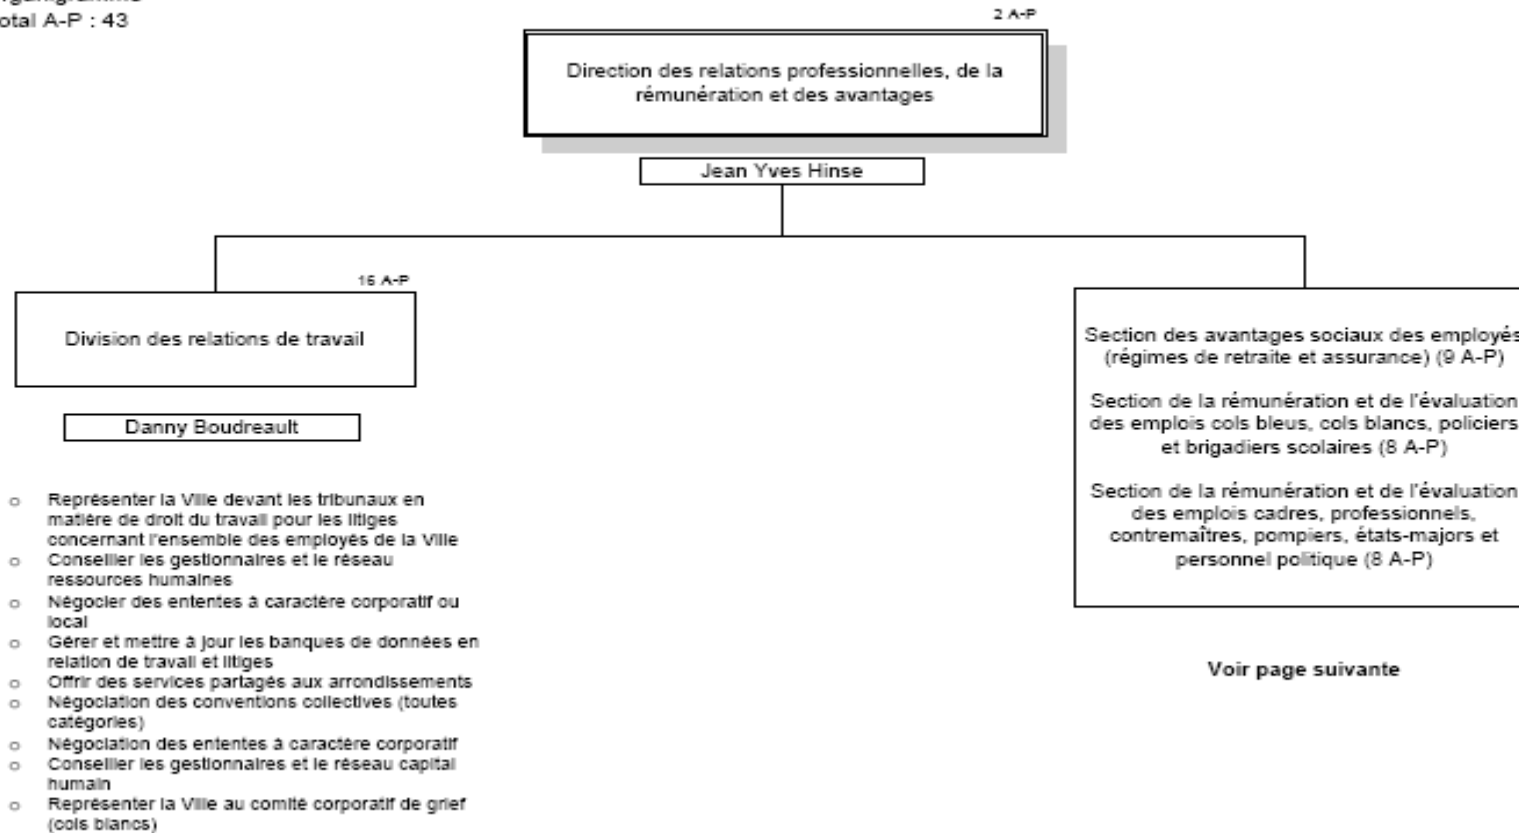 otal A-P : 43
2 A-P
Direction des relations professionnelles, de la
rémunération et des avantages
Jean Yves Hinse
16 A-P
Division des relations de travail
Danny Boudreault
o Représenter la Ville devant les tribunaux en
matière de droit du travail pour les litiges
concernant l'ensemble des employés de la Ville
o Conseiller les gestionnaires et le réseau
ressources humaines
o Négocier des ententes à caractère corporatif ou
local
o Gérer et mettre à jour les banques de données en
relation de travail et litiges
o Offrir des services partagés aux arrondissements
o Négociation des conventions collectives (toutes
catégories)
o Négociation des ententes à caractère corporatif
o Conseiller les gestionnaires et le réseau capital
humain
o Représenter la Ville au comité corporatif de grief
(cols blancs)
Section des avantages sociaux des employés
(régimes de retraite et assurance) (9 A-P)
Section de la rémunération et de l'évaluation
des emplois cols bleus, cols blancs, policiers
et brigadiers scolaires (8 A-P)
Section de la rémunération et de l'évaluation
des emplois cadres, professionnels,
contremaîtres, pompiers, états-majors et
personnel politique (8 A-P)
Voir page suivante